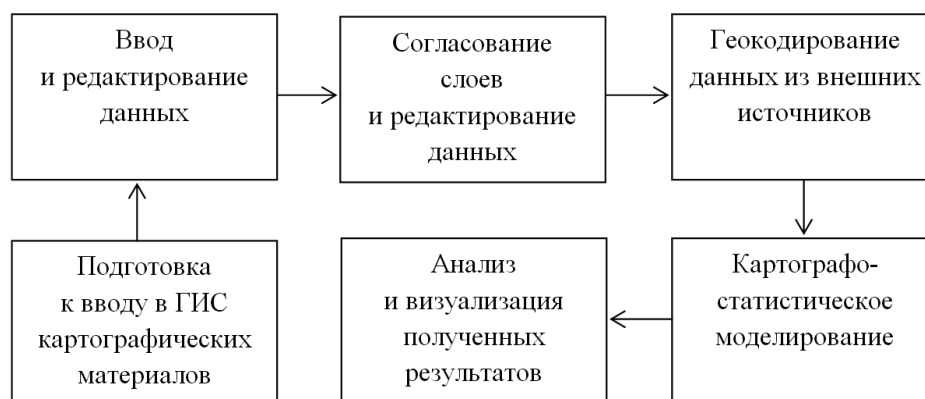 Ввод
и редактирование
данных
Согласование
слоев
и редактирование
данных
Геокодирование
данных из внешних
источников
Подготовка
к вводу в ГИС
картографических
материалов
Анализ
и визуализация
полученных
результатов
Картографо-
статистическое
моделирование